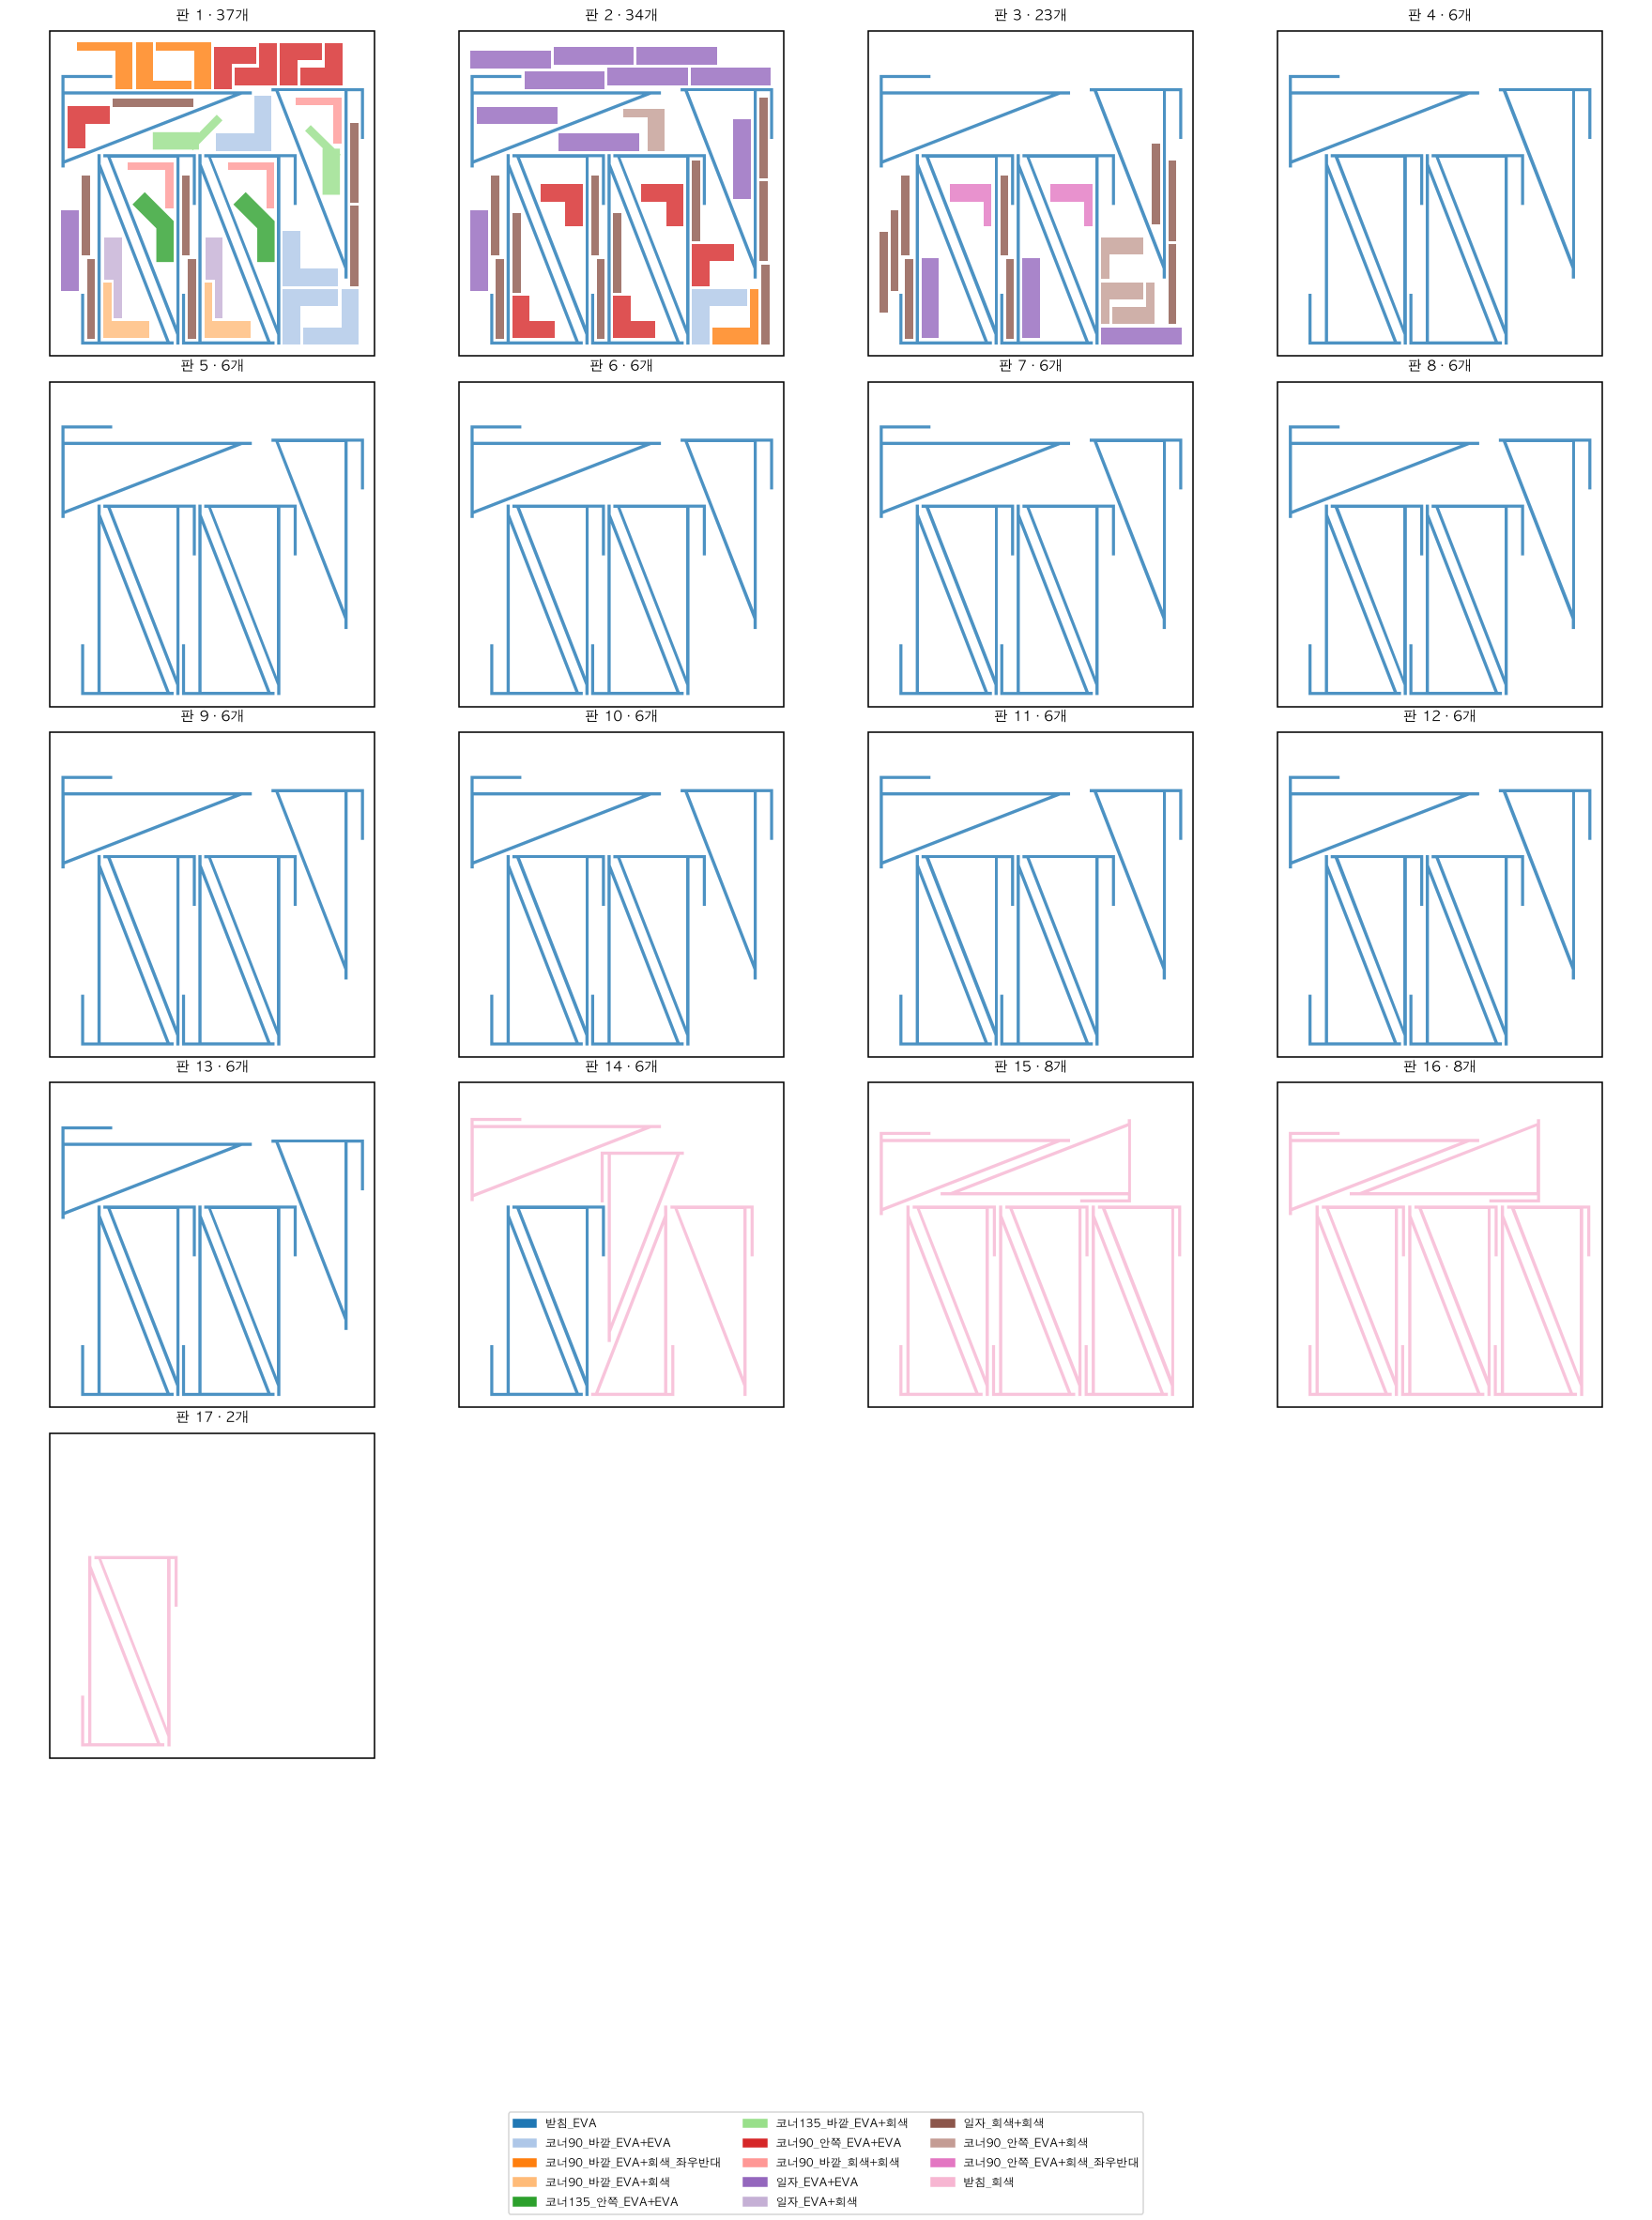 판 1 · 37개
판 2 · 34개
판 3 · 23개
판 4 · 6개
판 5 · 6개
판 6 · 6개
판 7 · 6개
판 8 · 6개
판 9 · 6개
판 10 · 6개
판 11 · 6개
판 12 · 6개
판 13 · 6개
판 14 · 6개
판 15 · 8개
판 16 · 8개
판 17 · 2개
받침_EVA
코너90_바깥_EVA+EVA
코너90_바깥_EVA+회색_좌우반대
코너90_바깥_EVA+회색
코너135_안쪽_EVA+EVA
코너135_바깥_EVA+회색
코너90_안쪽_EVA+EVA
코너90_바깥_회색+회색
일자_EVA+EVA
일자_EVA+회색
일자_회색+회색
코너90_안쪽_EVA+회색
코너90_안쪽_EVA+회색_좌우반대
받침_회색